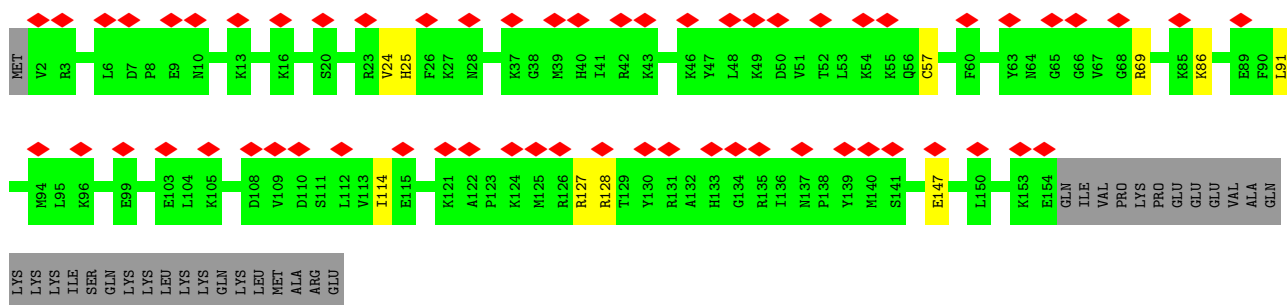 MET V2 R3 L6 D7 P8 E9 N10 K13 K16 S20 R23 V24 H25 F26 K27 N28 K37 G38 M39 H40 I41 R42 K43 K46 Y47 L48 K49 D50 V51 T52 L53 K54 K55 Q56 C57 F60 Y63 N64 G65 G66 V67 G68 R69 K85 K86 E89 F90 L91
M94 L95 K96 E99 E103 L104 K105 D108 V109 D110 S111 L112 V113 I114 E115 K121 A122 P123 K124 M125 R126 R127 R128 T129 Y130 R131 A132 H133 G134 R135 I136 N137 P138 Y139 M140 S141 E147 L150 K153 E154 GLN ILE VAL PRO LYS PRO GLU GLU GLU VAL ALA GLN
LYS LYS LYS ILE SER GLN LYS LYS LEU LYS LYS GLN LYS LEU MET ALA ARG GLU